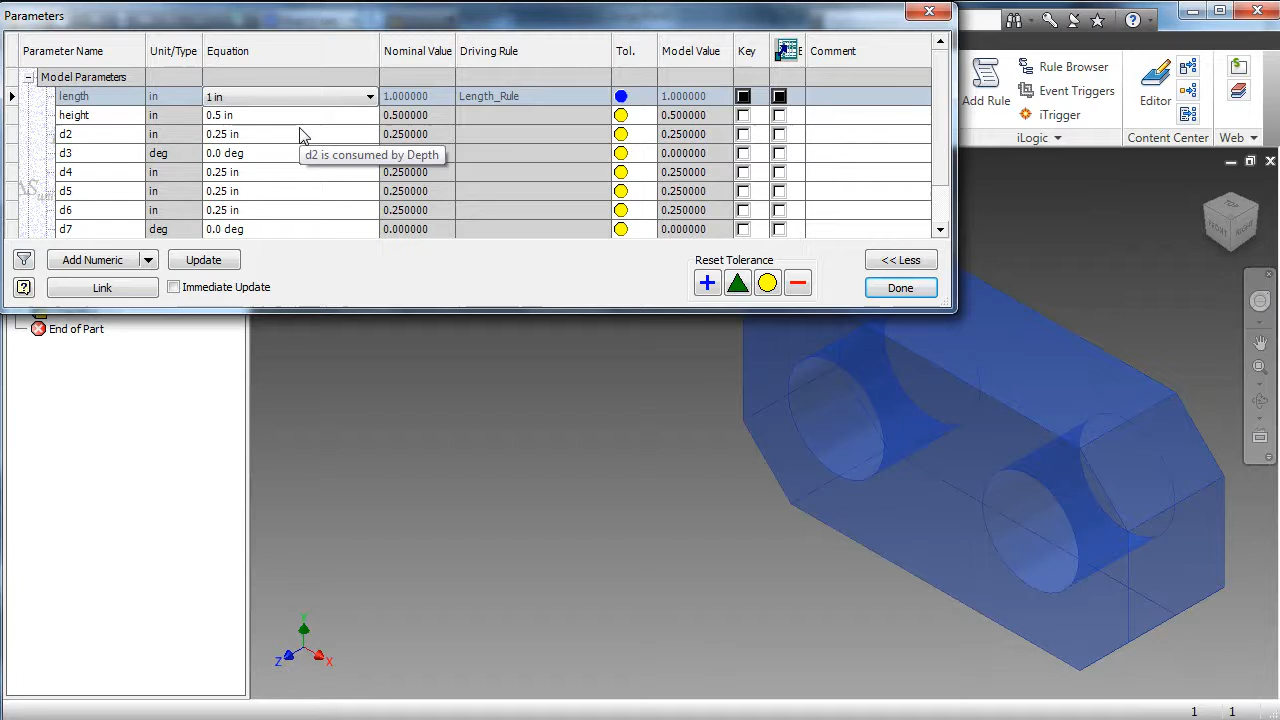 Parameters
Parameter Name Unit/Type Equation Nominal Value Driving Rule Tol. Model Value Key Comment
Model Parameters
length in 1 in 1.000000 Length_Rule 1.000000
height in 0.5 in 0.500000 0.500000
d2 in 0.25 in 0.250000 0.250000
d3 deg 0.0 deg 0.000000
d2 is consumed by Depth
d4 in 0.25 in 0.250000 0.250000
d5 in 0.25 in 0.250000 0.250000
d6 in 0.25 in 0.250000 0.250000
d7 deg 0.0 deg 0.000000 0.000000
Add Numeric Update Reset Tolerance << Less
Link Immediate Update Done
Add Rule
Rule Browser
Event Triggers
iTrigger
iLogic
Editor
Content Center
Web
TOP
FRONT
RIGHT
End of Part
Y
Z
X
1 1